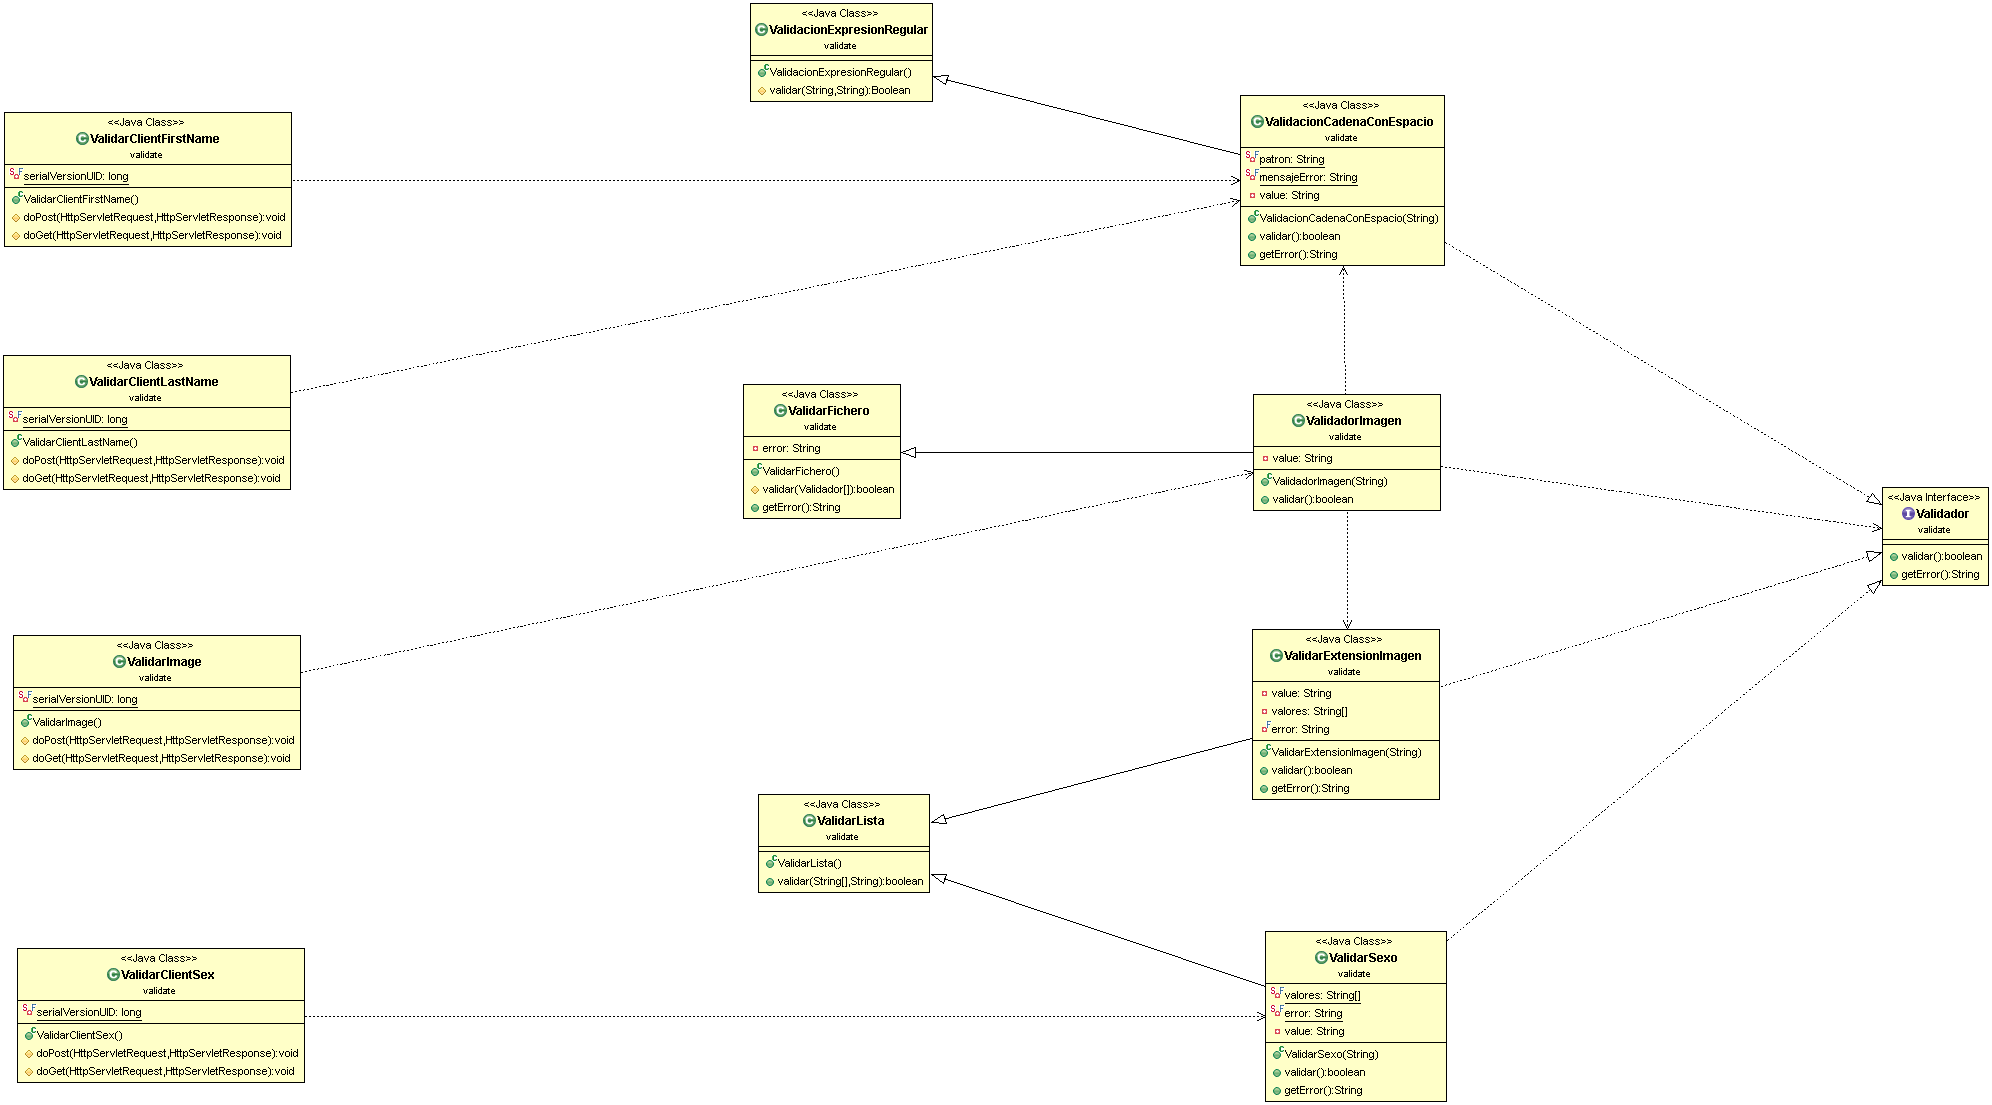 <<Java Class>>
ValidacionExpresionRegular
validate
ValidacionExpresionRegular()
validar(String,String):Boolean
<<Java Class>>
ValidacionCadenaConEspacio
validate
patron: String
mensajeError: String
value: String
ValidacionCadenaConEspacio(String)
validar():boolean
getError():String
<<Java Class>>
ValidarClientFirstName
validate
serialVersionUID: long
ValidarClientFirstName()
doPost(HttpServletRequest,HttpServletResponse):void
doGet(HttpServletRequest,HttpServletResponse):void
<<Java Class>>
ValidarClientLastName
validate
serialVersionUID: long
ValidarClientLastName()
doPost(HttpServletRequest,HttpServletResponse):void
doGet(HttpServletRequest,HttpServletResponse):void
<<Java Class>>
ValidarFichero
validate
error: String
ValidarFichero()
validar(Validador[]):boolean
getError():String
<<Java Class>>
ValidadorImagen
validate
value: String
ValidadorImagen(String)
validar():boolean
<<Java Interface>>
Validador
validate
validar():boolean
getError():String
<<Java Class>>
ValidarImage
validate
serialVersionUID: long
ValidarImage()
doPost(HttpServletRequest,HttpServletResponse):void
doGet(HttpServletRequest,HttpServletResponse):void
<<Java Class>>
ValidarExtensionImagen
validate
value: String
valores: String[]
error: String
ValidarExtensionImagen(String)
validar():boolean
getError():String
<<Java Class>>
ValidarLista
validate
ValidarLista()
validar(String[],String):boolean
<<Java Class>>
ValidarClientSex
validate
serialVersionUID: long
ValidarClientSex()
doPost(HttpServletRequest,HttpServletResponse):void
doGet(HttpServletRequest,HttpServletResponse):void
<<Java Class>>
ValidarSexo
validate
valores: String[]
error: String
value: String
ValidarSexo(String)
validar():boolean
getError():String